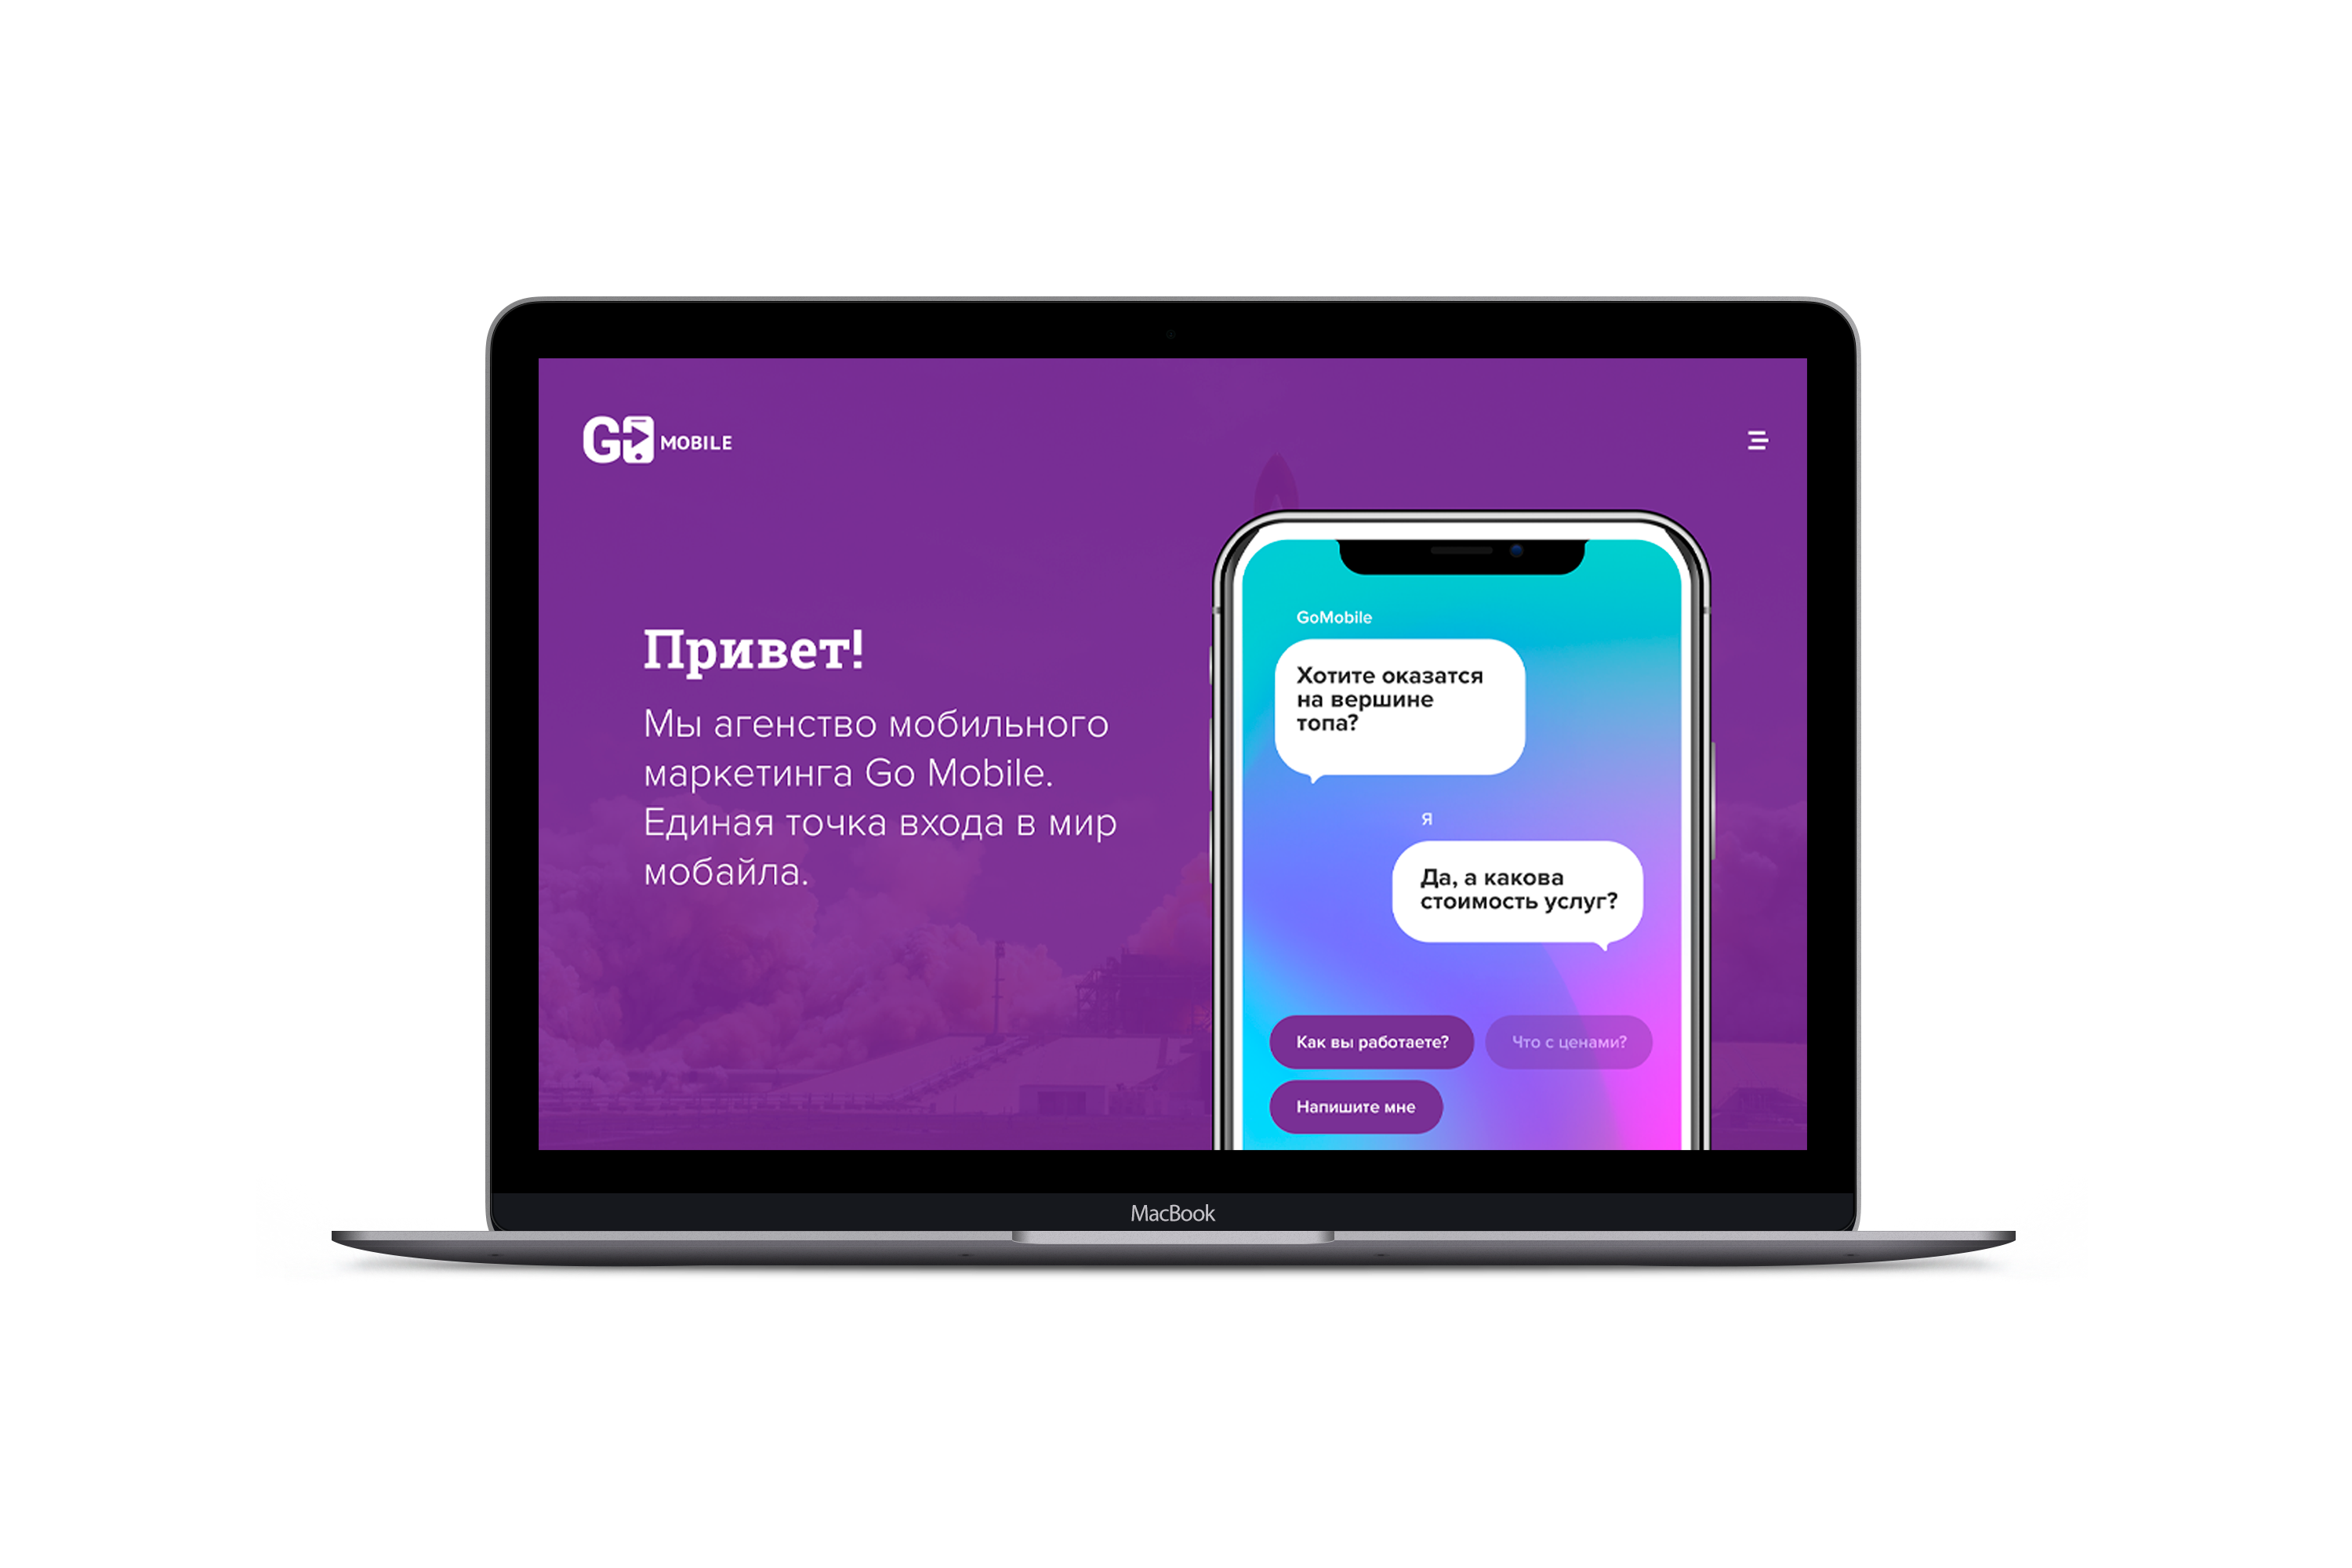 GO MOBILE
Привет!
Мы агенство мобильного
маркетинга Go Mobile.
Единая точка входа в мир
мобайла.
GoMobile
Хотите оказатся
на вершине
топа?
Я
Да, а какова
стоимость услуг?
Как вы работаете?
Что с ценами?
Напишите мне
MacBook